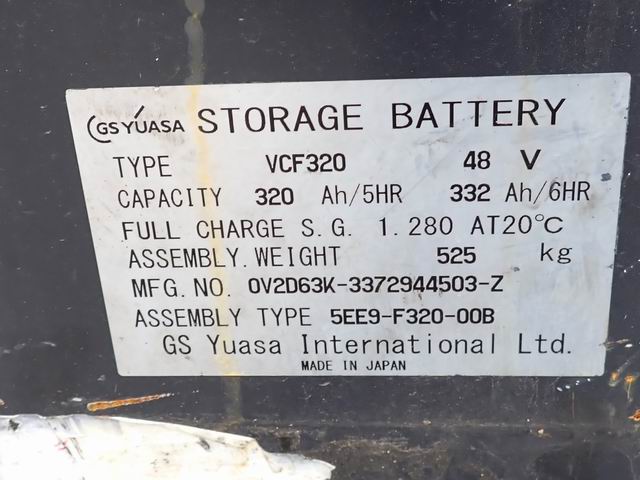 GS YUASA STORAGE BATTERY
TYPE VCF320 48 V
CAPACITY 320 Ah/5HR 332 Ah/6HR
FULL CHARGE S.G. 1.280 AT20℃
ASSEMBLY.WEIGHT 525 kg
MFG.NO. 0V2D63K-3372944503-Z
ASSEMBLY TYPE 5EE9-F320-00B
GS Yuasa International Ltd.
MADE IN JAPAN